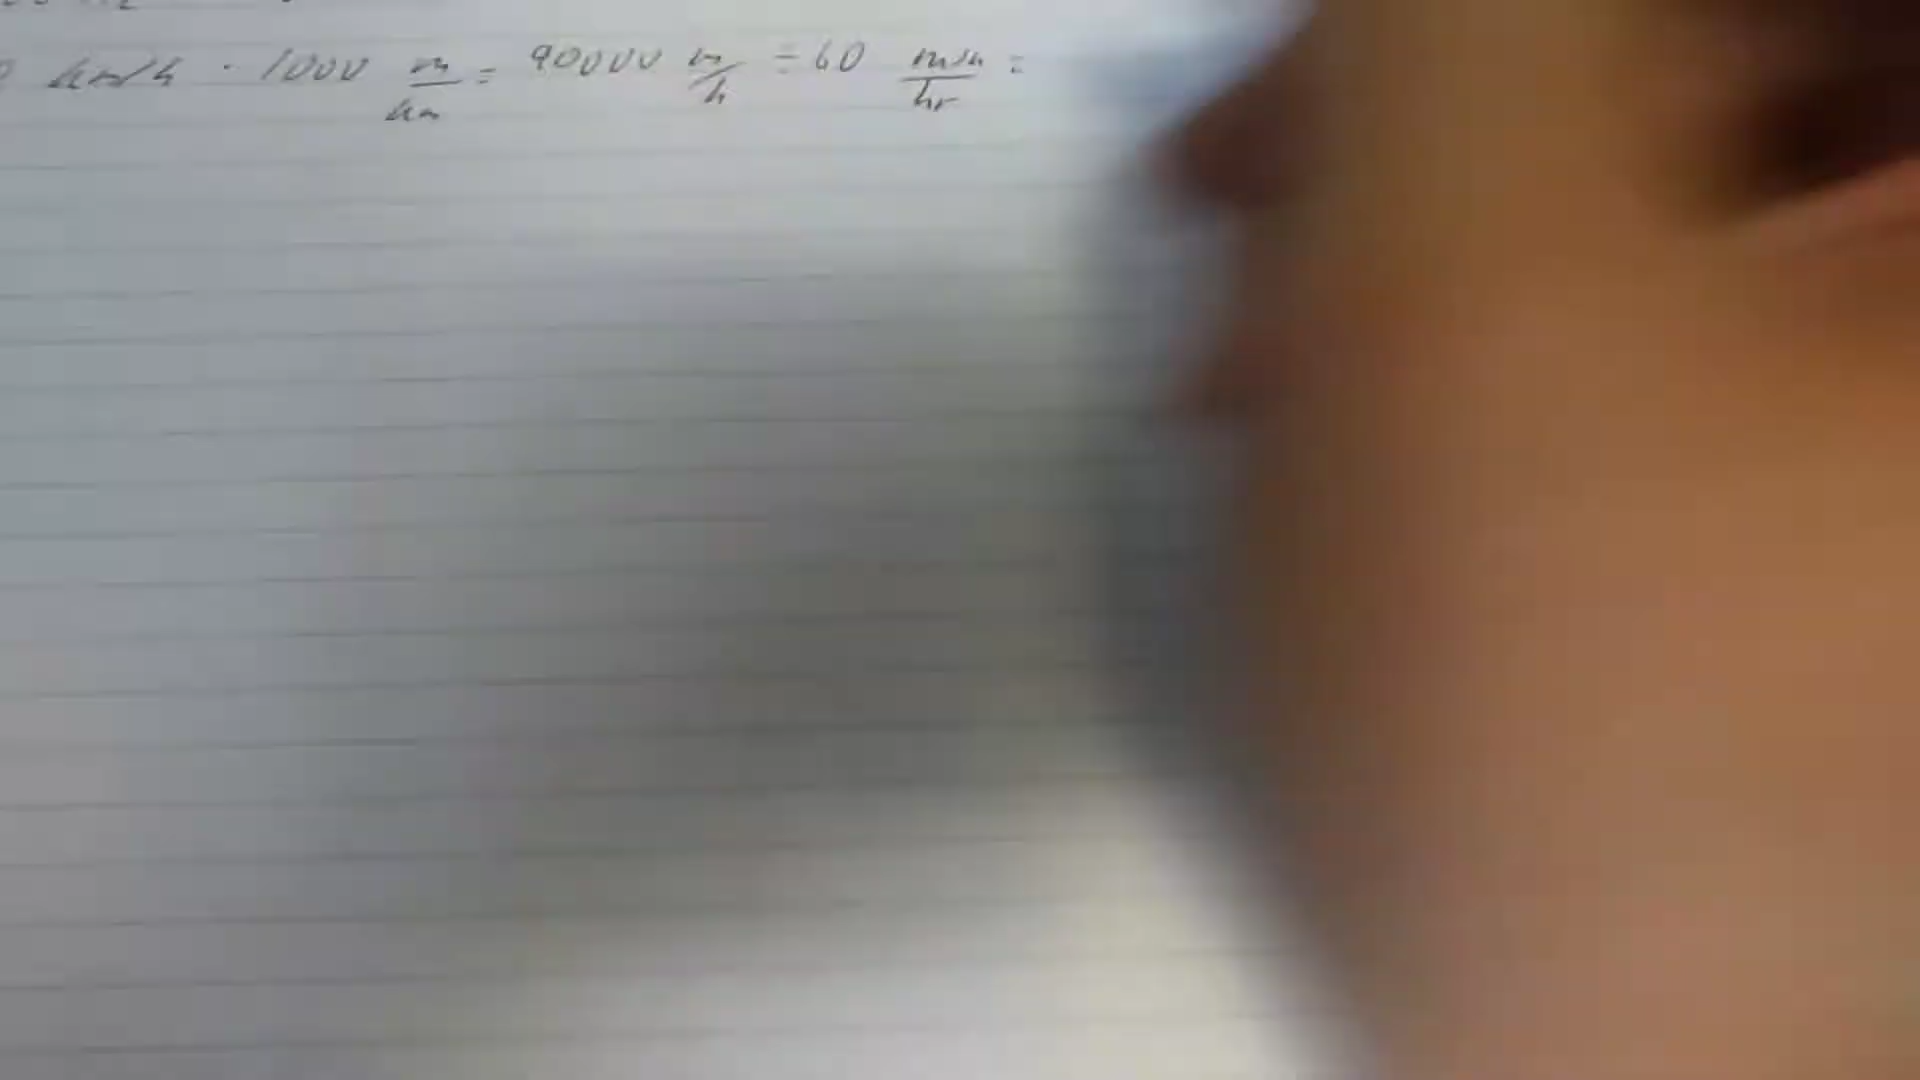 km/h · 1000 m/km = 90000 m/h ÷ 60 min/hr =